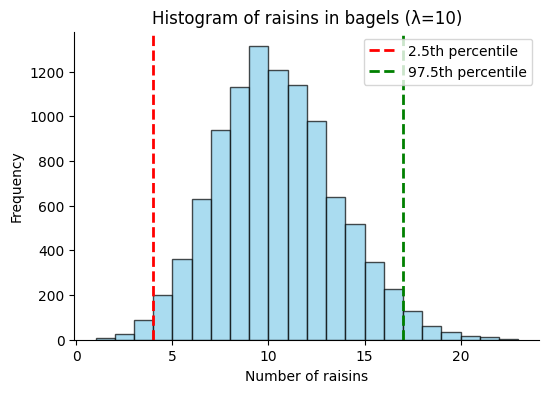 Histogram of raisins in bagels (λ=10)
2.5th percentile
97.5th percentile
Frequency
1200
1000
800
600
400
200
0
0 5 10 15 20
Number of raisins